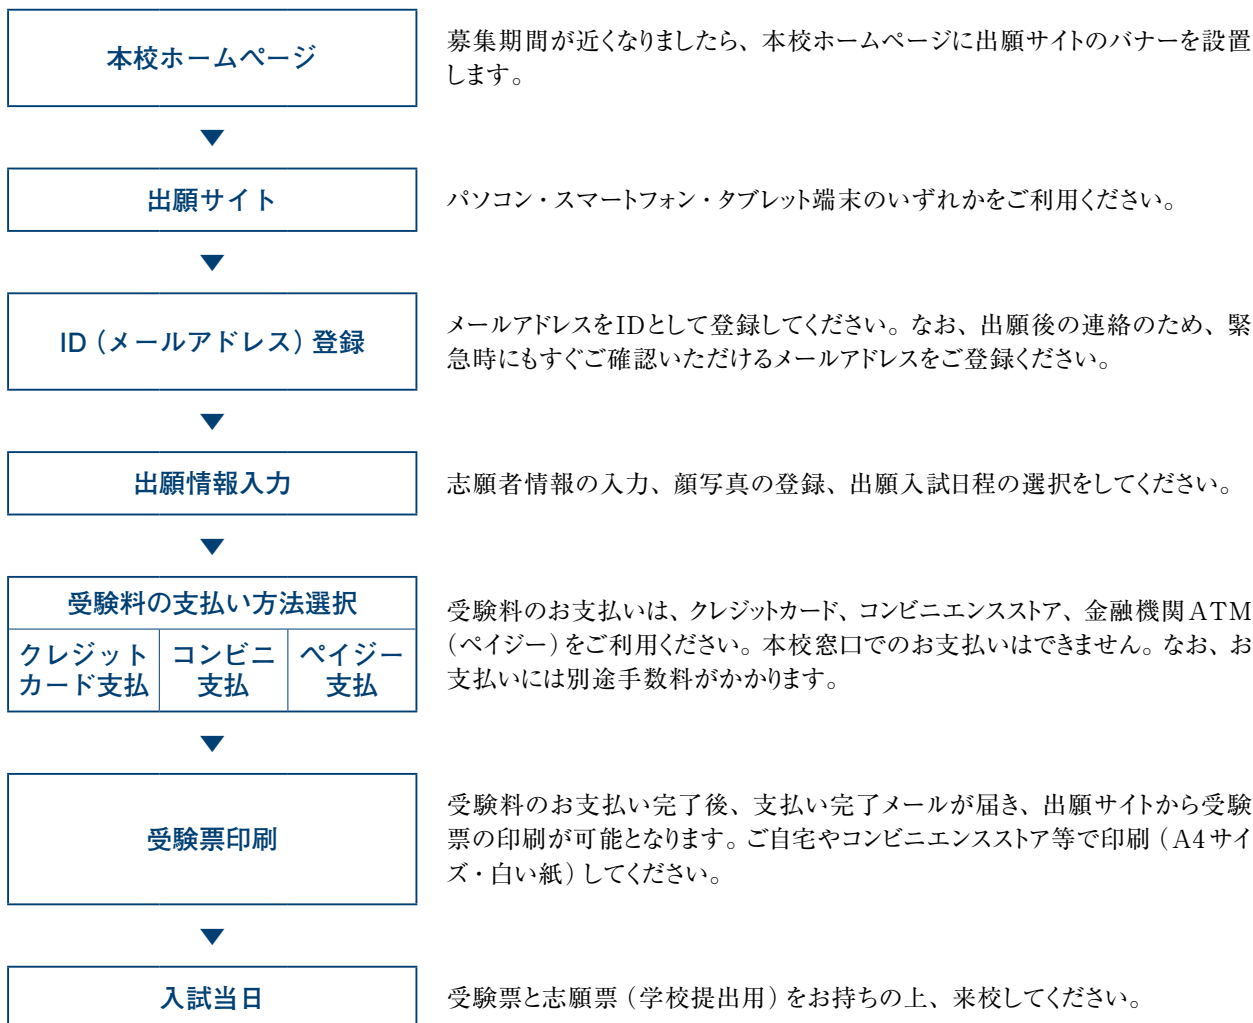 本校ホームページ
募集期間が近くなりましたら、本校ホームページに出願サイトのバナーを設置
します。
▼
出願サイト
パソコン・スマートフォン・タブレット端末のいずれかをご利用ください。
▼
ID（メールアドレス）登録
メールアドレスをIDとして登録してください。なお、出願後の連絡のため、緊
急時にもすぐご確認いただけるメールアドレスをご登録ください。
▼
出願情報入力
志願者情報の入力、顔写真の登録、出願入試日程の選択をしてください。
▼
受験料の支払い方法選択
クレジット
カード支払
コンビニ
支払
ペイジー
支払
受験料のお支払いは、クレジットカード、コンビニエンスストア、金融機関ATM
（ペイジー）をご利用ください。本校窓口でのお支払いはできません。なお、お
支払いには別途手数料がかかります。
▼
受験票印刷
受験料のお支払い完了後、支払い完了メールが届き、出願サイトから受験
票の印刷が可能となります。ご自宅やコンビニエンスストア等で印刷（A4サイ
ズ・白い紙）してください。
▼
入試当日
受験票と志願票（学校提出用）をお持ちの上、来校してください。